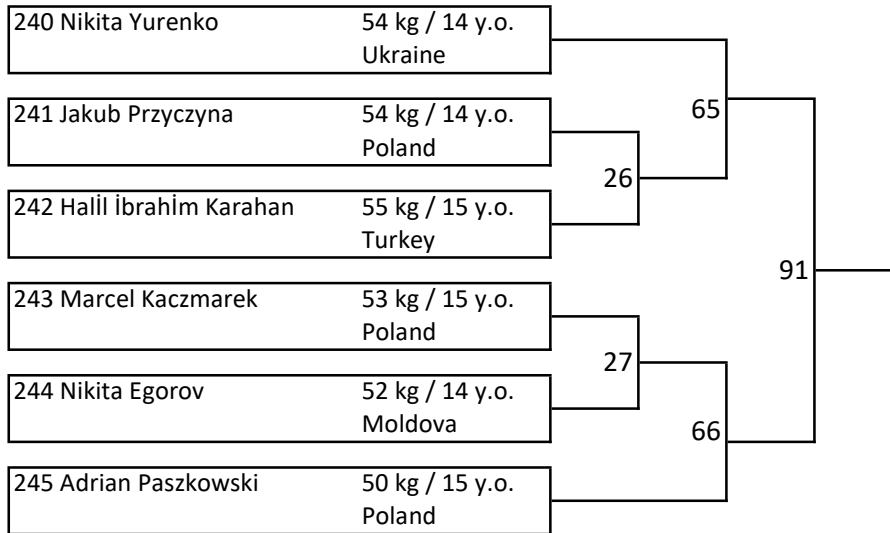 240 Nikita Yurenko 54 kg / 14 y.o.
Ukraine
65
241 Jakub Przyczyna 54 kg / 14 y.o.
Poland
26
242 Halİl İbrahİm Karahan 55 kg / 15 y.o.
Turkey
91
243 Marcel Kaczmarek 53 kg / 15 y.o.
Poland
27
244 Nikita Egorov 52 kg / 14 y.o.
Moldova
66
245 Adrian Paszkowski 50 kg / 15 y.o.
Poland